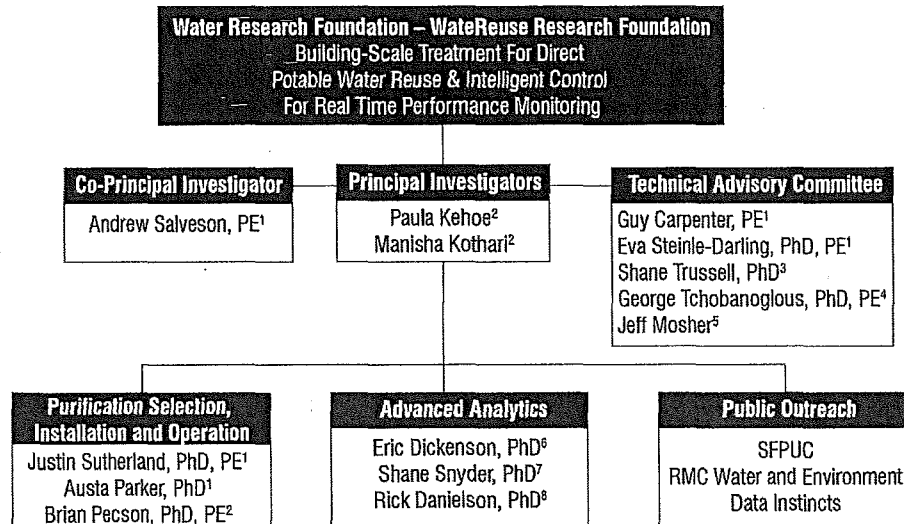 Water Research Foundation – WateReuse Research Foundation
Building-Scale Treatment For Direct
Potable Water Reuse & Intelligent Control
For Real Time Performance Monitoring
Co-Principal Investigator
Andrew Salveson, PE¹
Principal Investigators
Paula Kehoe²
Manisha Kothari²
Technical Advisory Committee
Guy Carpenter, PE¹
Eva Steinle-Darling, PhD, PE¹
Shane Trussell, PhD³
George Tchobanoglous, PhD, PE⁴
Jeff Mosher⁵
Purification Selection,
Installation and Operation
Justin Sutherland, PhD, PE¹
Austa Parker, PhD¹
Brian Pecson, PhD, PE²
Advanced Analytics
Eric Dickenson, PhD⁶
Shane Snyder, PhD⁷
Rick Danielson, PhD⁸
Public Outreach
SFPUC
RMC Water and Environment
Data Instincts